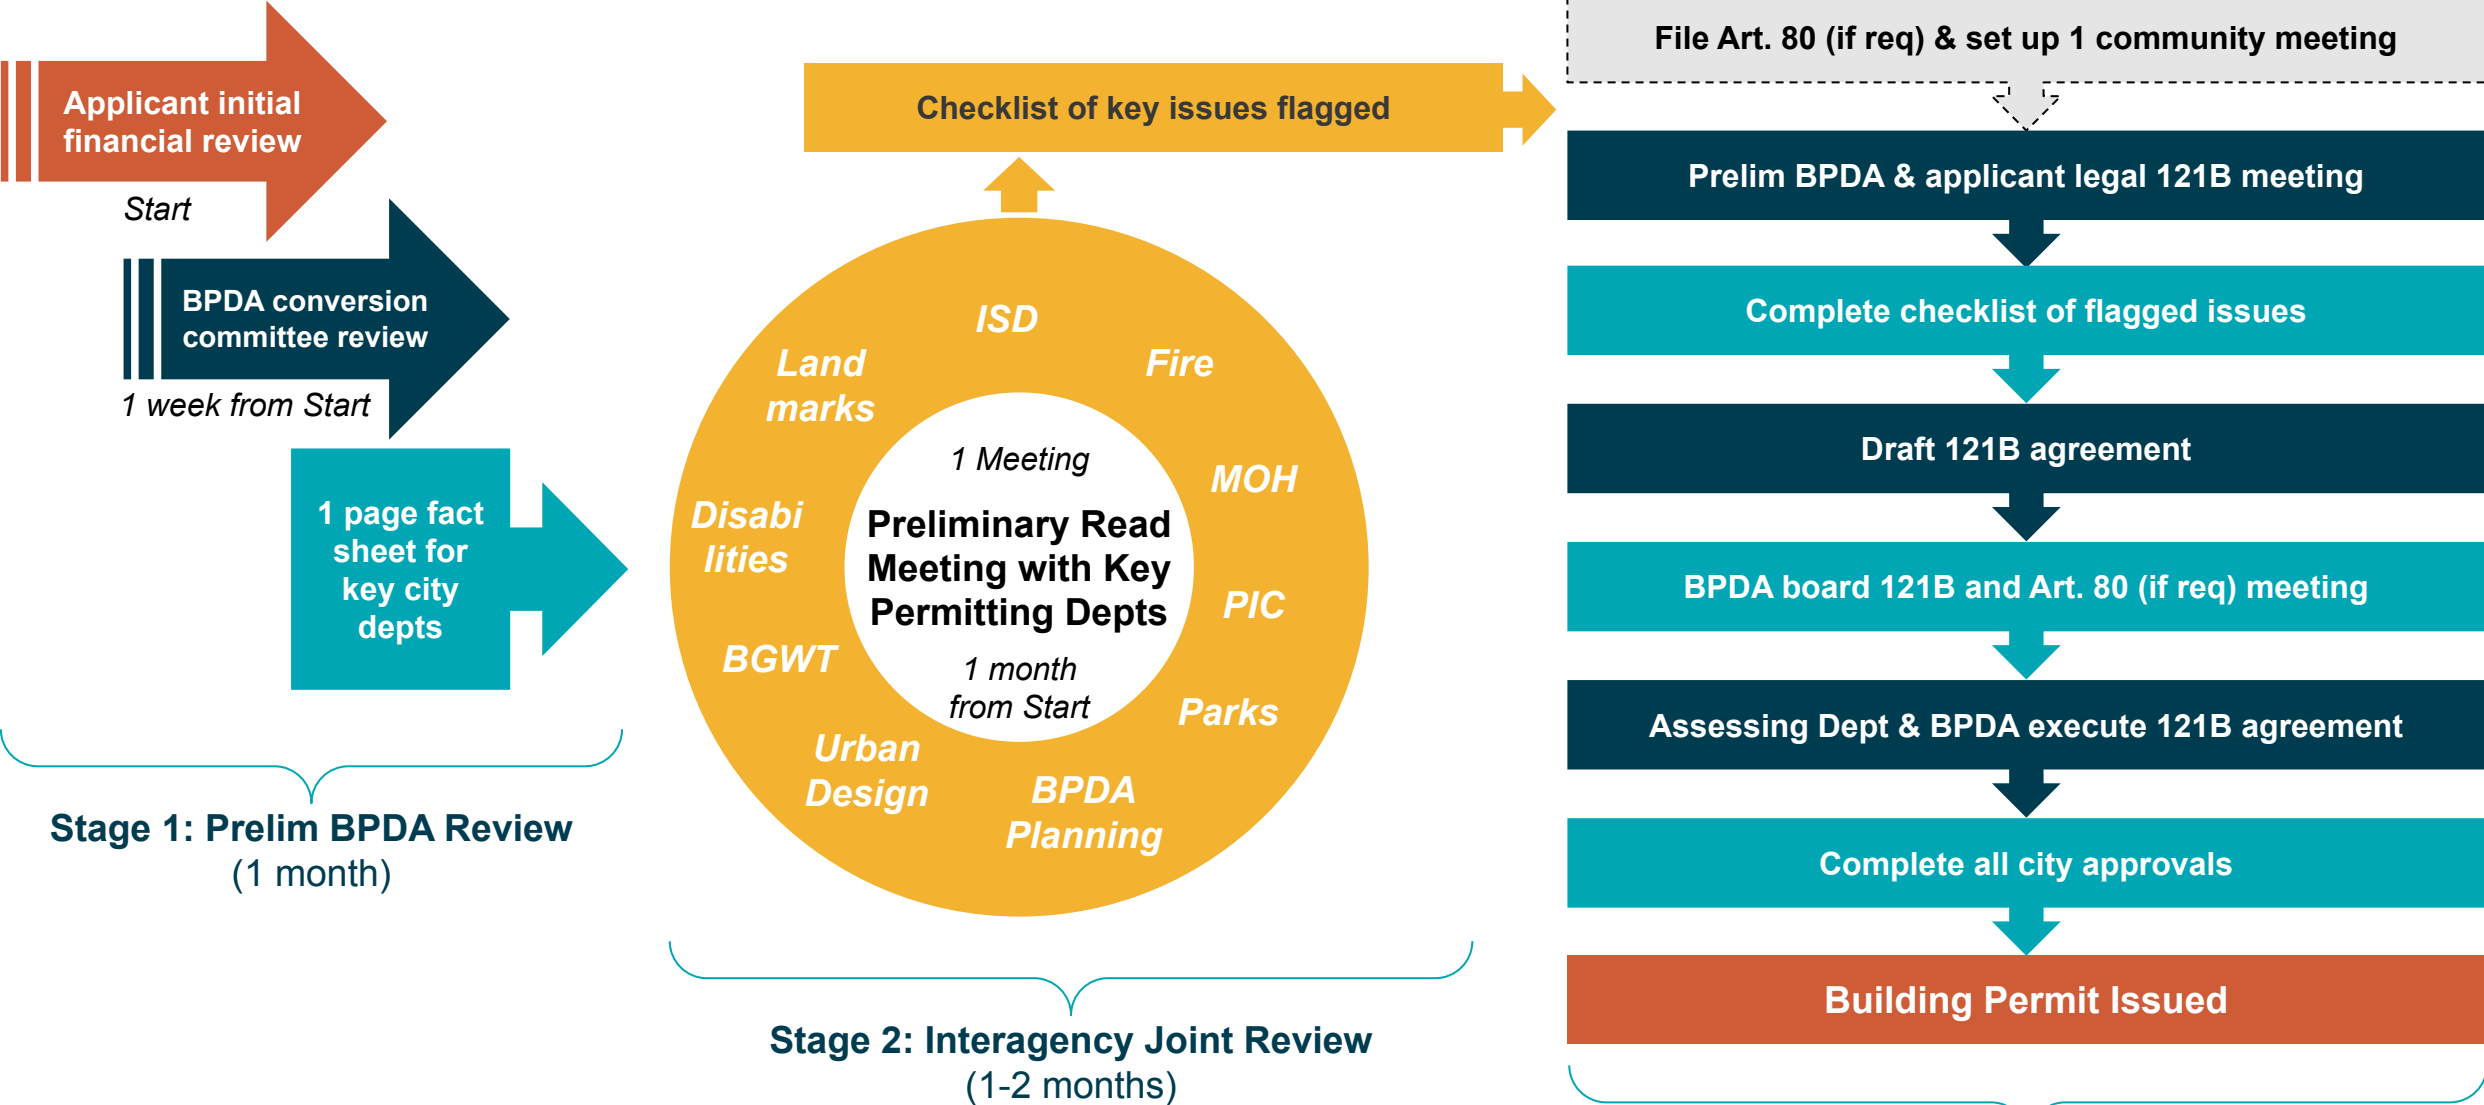 Applicant initial
financial review
Start
BPDA conversion
committee review
1 week from Start
1 page fact
sheet for
key city
depts
Stage 1: Prelim BPDA Review
(1 month)
Checklist of key issues flagged
ISD
Fire
MOH
PIC
Parks
BPDA
Planning
Urban
Design
BGWT
Disabi
lities
Land
marks
1 Meeting
Preliminary Read
Meeting with Key
Permitting Depts
1 month
from Start
Stage 2: Interagency Joint Review
(1-2 months)
File Art. 80 (if req) & set up 1 community meeting
Prelim BPDA & applicant legal 121B meeting
Complete checklist of flagged issues
Draft 121B agreement
BPDA board 121B and Art. 80 (if req) meeting
Assessing Dept & BPDA execute 121B agreement
Complete all city approvals
Building Permit Issued